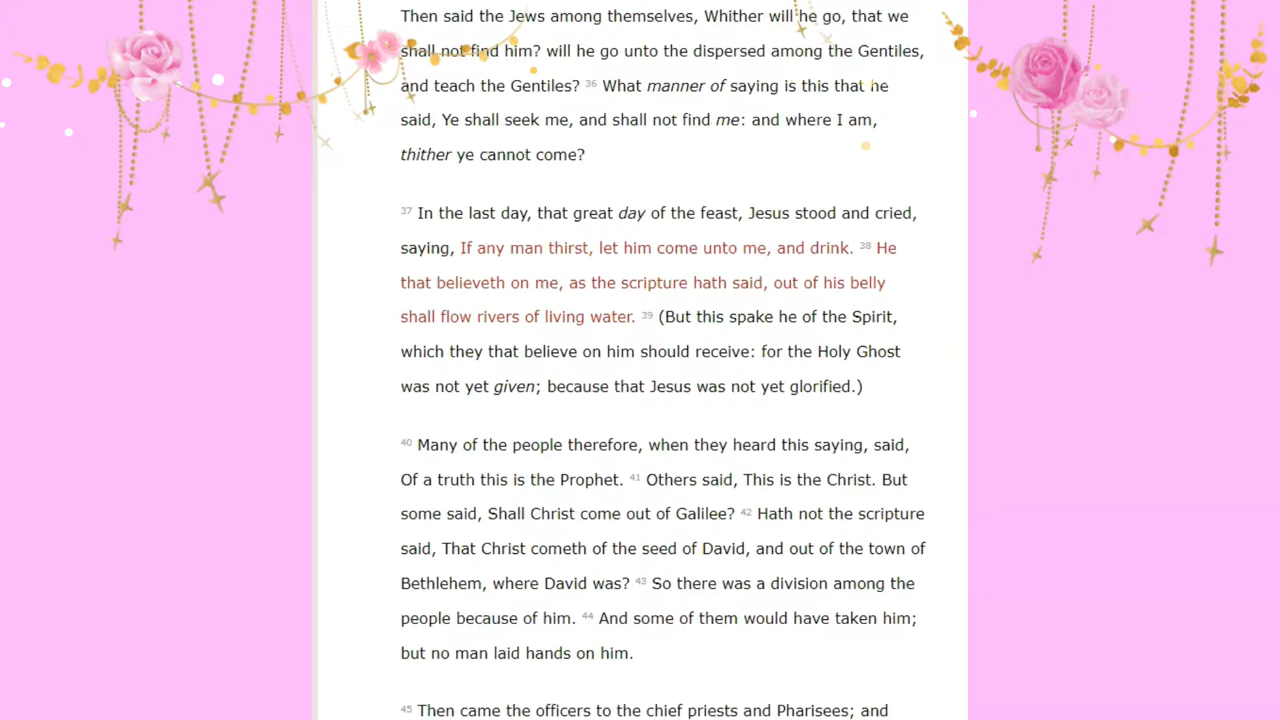 Then said the Jews among themselves, Whither will he go, that we
shall not find him? will he go unto the dispersed among the Gentiles,
and teach the Gentiles? 36 What manner of saying is this that he
said, Ye shall seek me, and shall not find me: and where I am,
thither ye cannot come?
37 In the last day, that great day of the feast, Jesus stood and cried,
saying, If any man thirst, let him come unto me, and drink. 38 He
that believeth on me, as the scripture hath said, out of his belly
shall flow rivers of living water. 39 (But this spake he of the Spirit,
which they that believe on him should receive: for the Holy Ghost
was not yet given; because that Jesus was not yet glorified.)
40 Many of the people therefore, when they heard this saying, said,
Of a truth this is the Prophet. 41 Others said, This is the Christ. But
some said, Shall Christ come out of Galilee? 42 Hath not the scripture
said, That Christ cometh of the seed of David, and out of the town of
Bethlehem, where David was? 43 So there was a division among the
people because of him. 44 And some of them would have taken him;
but no man laid hands on him.
45 Then came the officers to the chief priests and Pharisees; and